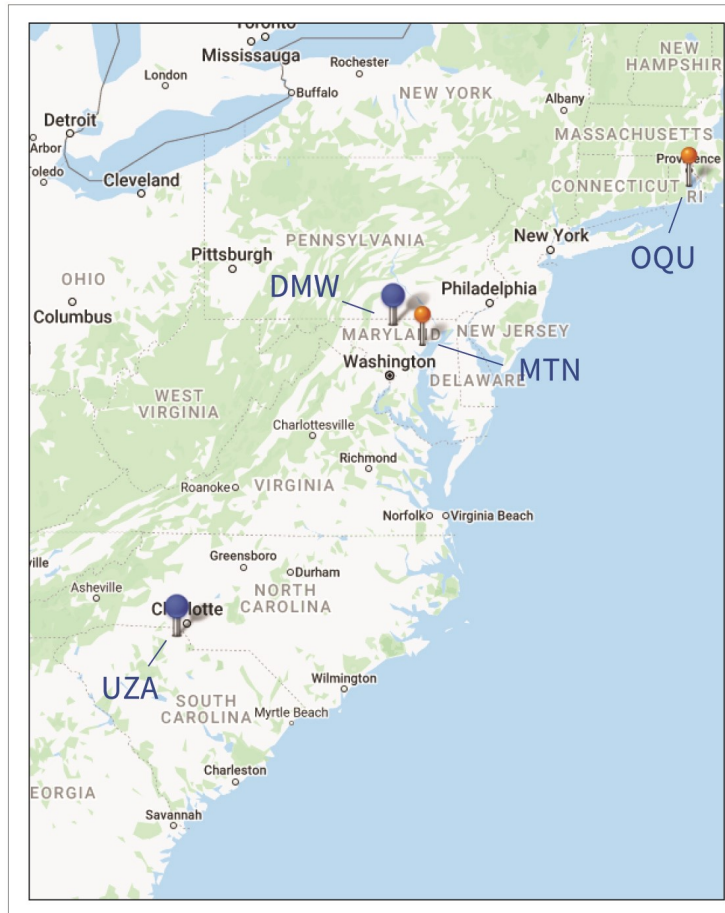 Toronto
Mississauga
London
Rochester
Buffalo
NEW YORK
Albany
NEW
HAMPSHIR
MASSACHUSETTS
Detroit
Arbor
Toledo
Cleveland
CONNECTICUT
RI
OQU
PENNSYLVANIA
New York
Pittsburgh
OHIO
DMW
Philadelphia
Columbus
MARYLAND
NEW JERSEY
Washington
DELAWARE
MTN
WEST
VIRGINIA
Charlottesville
Richmond
Roanoke
VIRGINIA
Norfolk
Virginia Beach
ville
Greensboro
Durham
Asheville
NORTH
CAROLINA
UZA
Wilmington
SOUTH
CAROLINA
Myrtle Beach
Charleston
EORGIA
Savannah